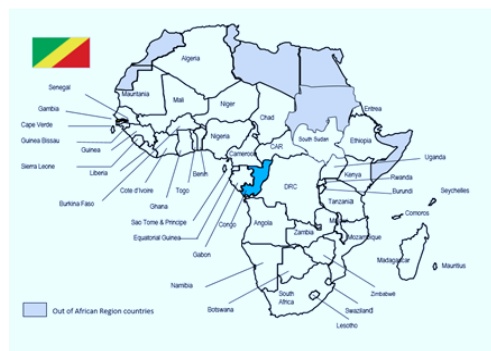 Algeria
Senegal
Mauritania
Mali
Niger
Chad
Eritrea
Gambia
Cape Verde
Guinea Bissau
Guinea
Nigeria
South Sudan
Ethiopia
Sierra Leone
Liberia
Benin
Cameroon
CAR
Uganda
Cote d'Ivoire
Togo
Kenya
Rwanda
Burkina Faso
Ghana
DRC
Burundi
Seychelles
Sao Tome & Principe
Congo
Tanzania
Equatorial Guinea
Angola
Comoros
Gabon
Zambia
Mozambique
Madagascar
Mauritius
Namibia
Zimbabwe
Botswana
South
Africa
Swaziland
Lesotho
Out of African Region countries